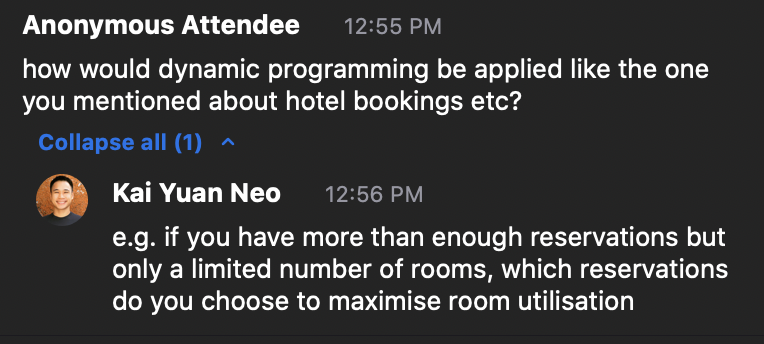 Anonymous Attendee 12:55 PM
how would dynamic programming be applied like the one
you mentioned about hotel bookings etc?
Collapse all (1)
Kai Yuan Neo 12:56 PM
e.g. if you have more than enough reservations but
only a limited number of rooms, which reservations
do you choose to maximise room utilisation